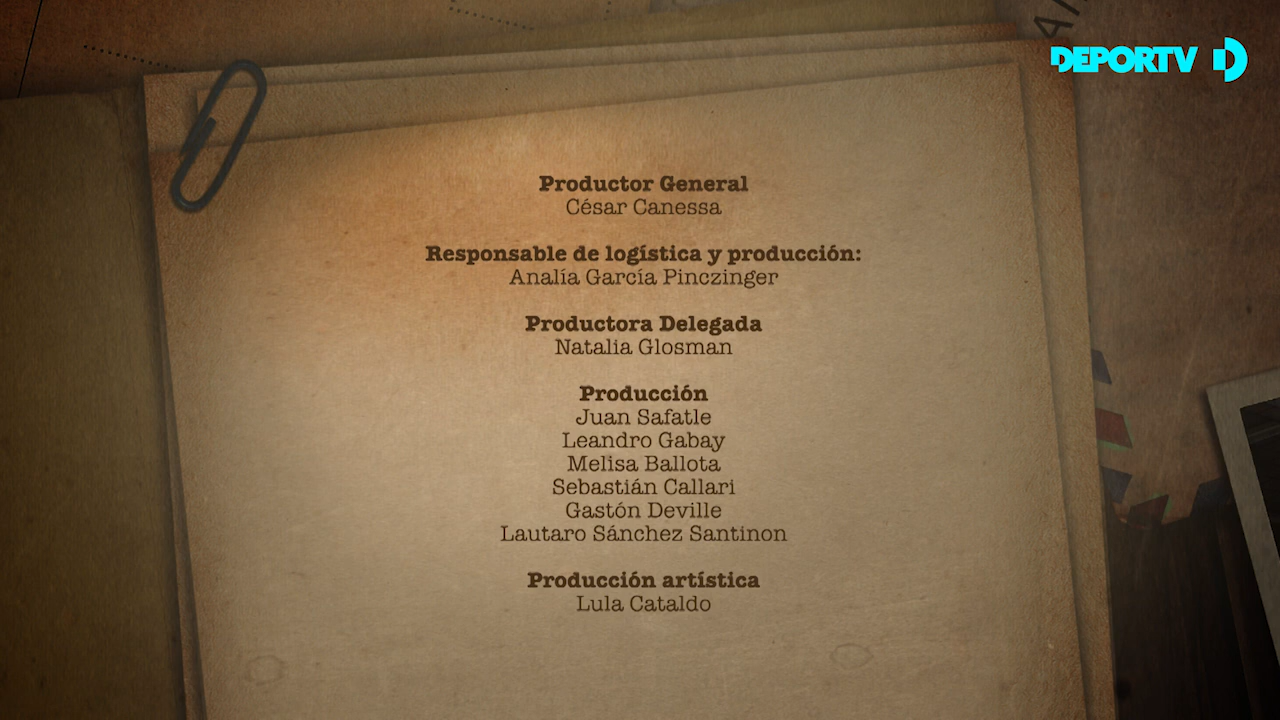 DEPORTV D
Productor General
César Canessa
Responsable de logística y producción:
Analía García Pinczinger
Productora Delegada
Natalia Glosman
Producción
Juan Safatle
Leandro Gabay
Melisa Ballota
Sebastián Callari
Gastón Deville
Lautaro Sánchez Santinon
Producción artística
Lula Cataldo